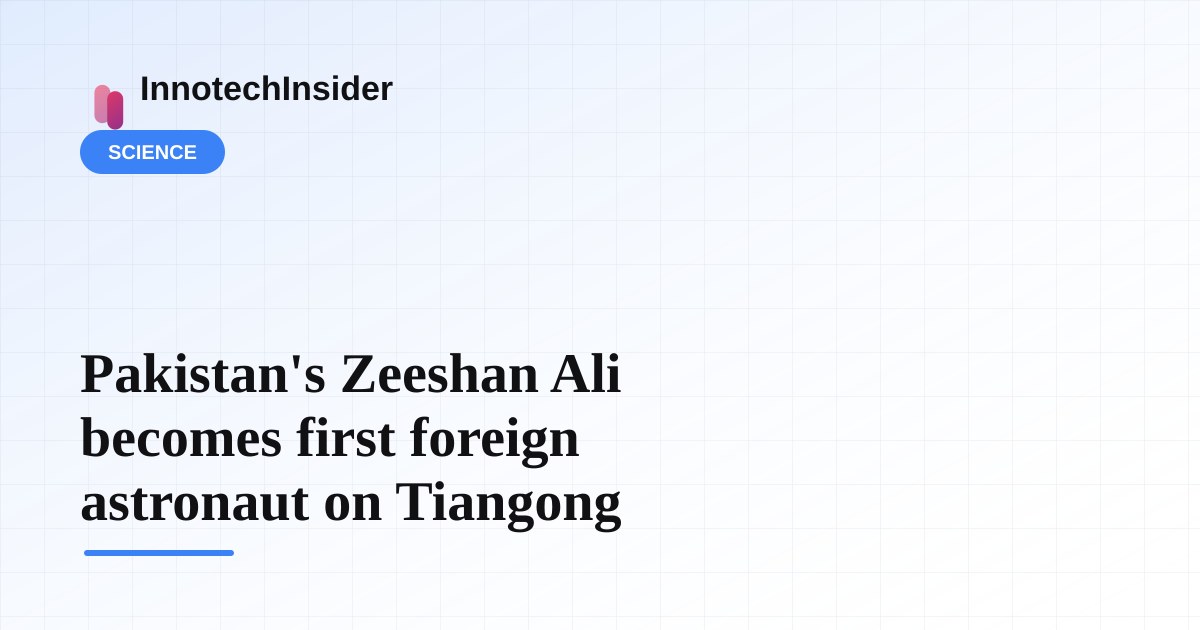 InnotechInsider
SCIENCE
Pakistan's Zeeshan Ali
becomes first foreign
astronaut on Tiangong